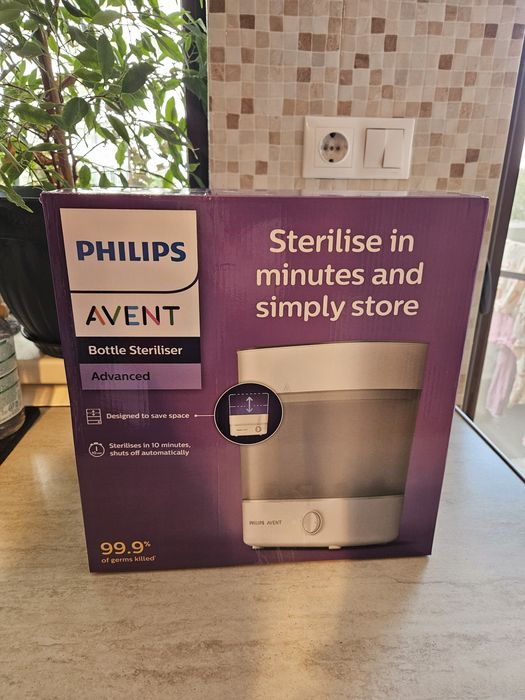 PHILIPS
AVENT
Bottle Steriliser
Advanced
Sterilise in
minutes and
simply store
Designed to save space
Sterilises in 10 minutes,
shuts off automatically
PHILIPS AVENT
99.9%
of germs killed*